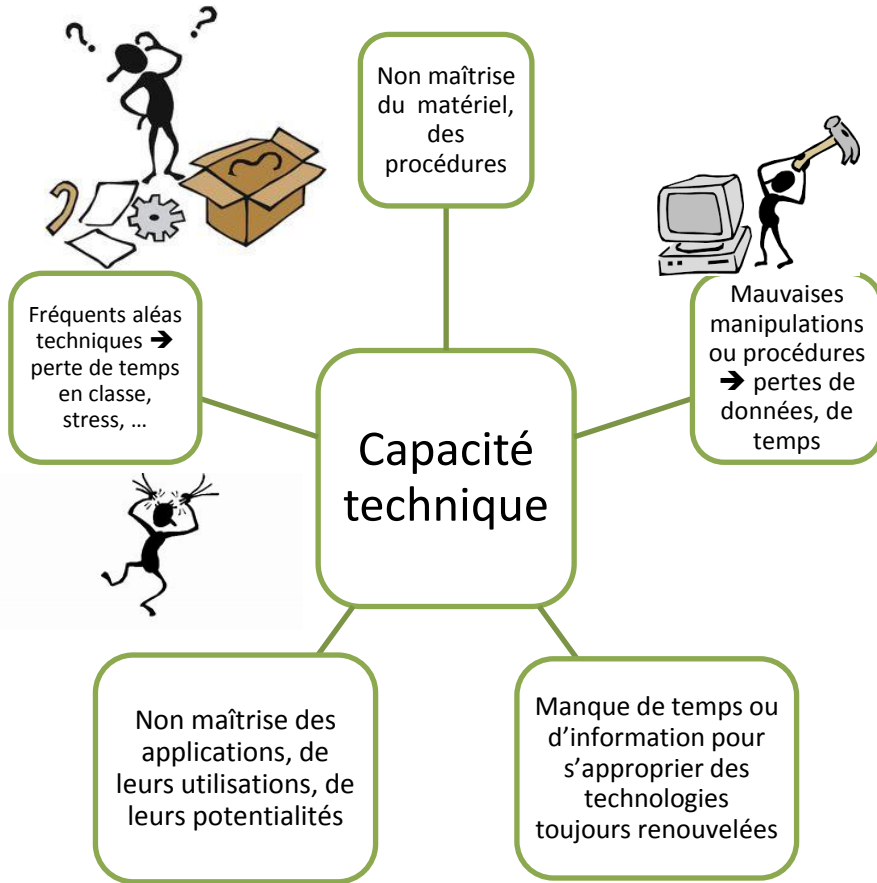 Non maîtrise
du matériel,
des
procédures
Fréquents aléas
techniques ➔
perte de temps
en classe,
stress, …
Mauvaises
manipulations
ou procédures
➔ pertes de
données, de
temps
Capacité
technique
Non maîtrise des
applications, de
leurs utilisations, de
leurs potentialités
Manque de temps ou
d’information pour
s’approprier des
technologies
toujours renouvelées